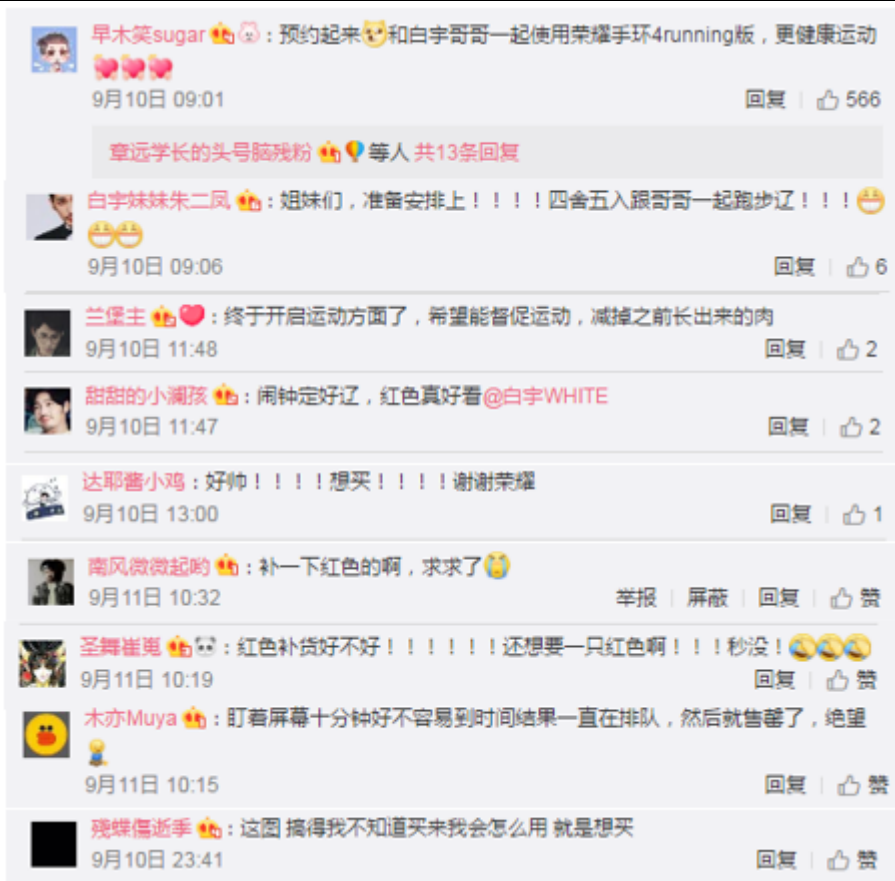 早木笑sugar：预约起来和白宇哥哥一起使用荣耀手环4running版，更健康运动
9月10日 09:01 回复 566
章远学长的头号脑残粉 等人 共13条回复
白宇妹妹朱二凤：姐妹们，准备安排上！！！！四舍五入跟哥哥一起跑步辽！！！
9月10日 09:06 回复 6
兰堡主：终于开启运动方面了，希望能督促运动，减掉之前长出来的肉
9月10日 11:48 回复 2
甜甜的小澜孩：闹钟定好辽，红色真好看@白宇WHITE
9月10日 11:47 回复 2
达耶酱小鸡：好帅！！！！想买！！！！谢谢荣耀
9月10日 13:00 回复 1
南风微微起哟：补一下红色的啊，求求了
9月11日 10:32 举报 屏蔽 回复 赞
圣舞崔嵬：红色补货好不好！！！！！！还想要一只红色啊！！！秒没！
9月11日 10:19 回复 赞
木亦Muya：盯着屏幕十分钟好不容易到时间结果一直在排队，然后就售罄了，绝望
9月11日 10:15 回复 赞
残蝶傷逝季：这图 搞得我不知道买来我会怎么用 就是想买
9月10日 23:41 回复 赞